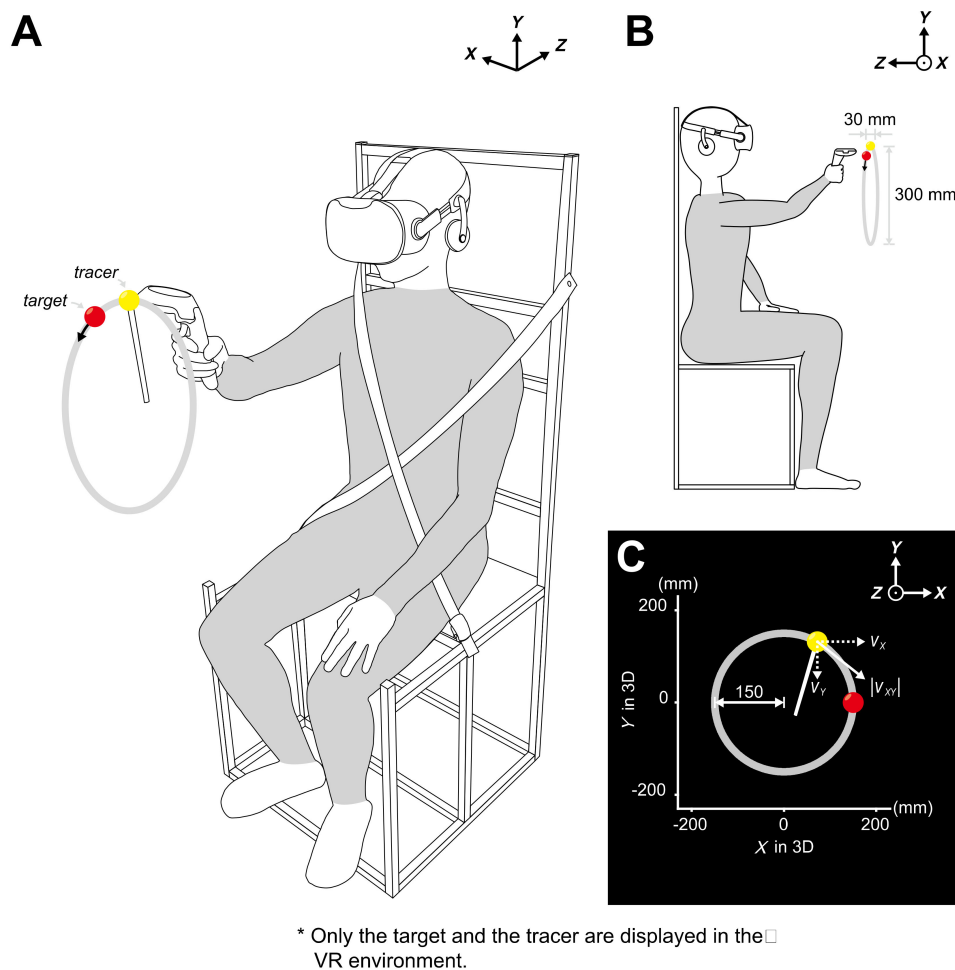 A
Y
X
Z
tracer
target
B
Y
Z
X
30 mm
300 mm
C
Y
Z
X
(mm)
200
0
-200
Y in 3D
150
VX
VY
|VXY|
(mm)
-200
0
200
X in 3D
* Only the target and the tracer are displayed in the□
VR environment.